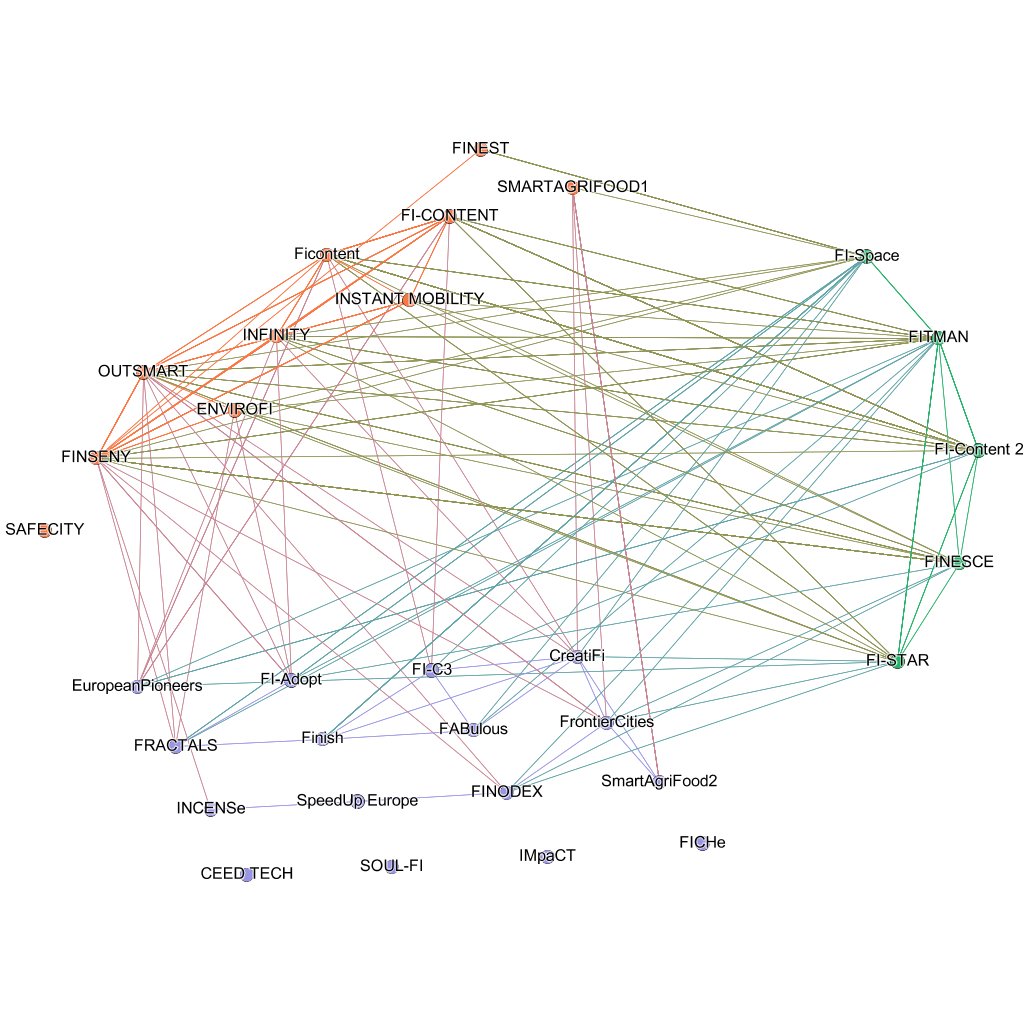 FINEST
SMARTAGRIFOOD1
FI-CONTENT
Ficontent
FI-Space
INSTANT MOBILITY
INFINITY
FITMAN
OUTSMART
ENVIROFI
FI-Content 2
FINSENY
SAFECITY
FINESCE
CreatiFi
FI-STAR
FI-C3
FI-Adopt
EuropeanPioneers
FrontierCities
FABulous
Finish
FRACTALS
SmartAgriFood2
FINODEX
SpeedUp Europe
INCENSe
FICHe
IMpaCT
SOUL-FI
CEED TECH